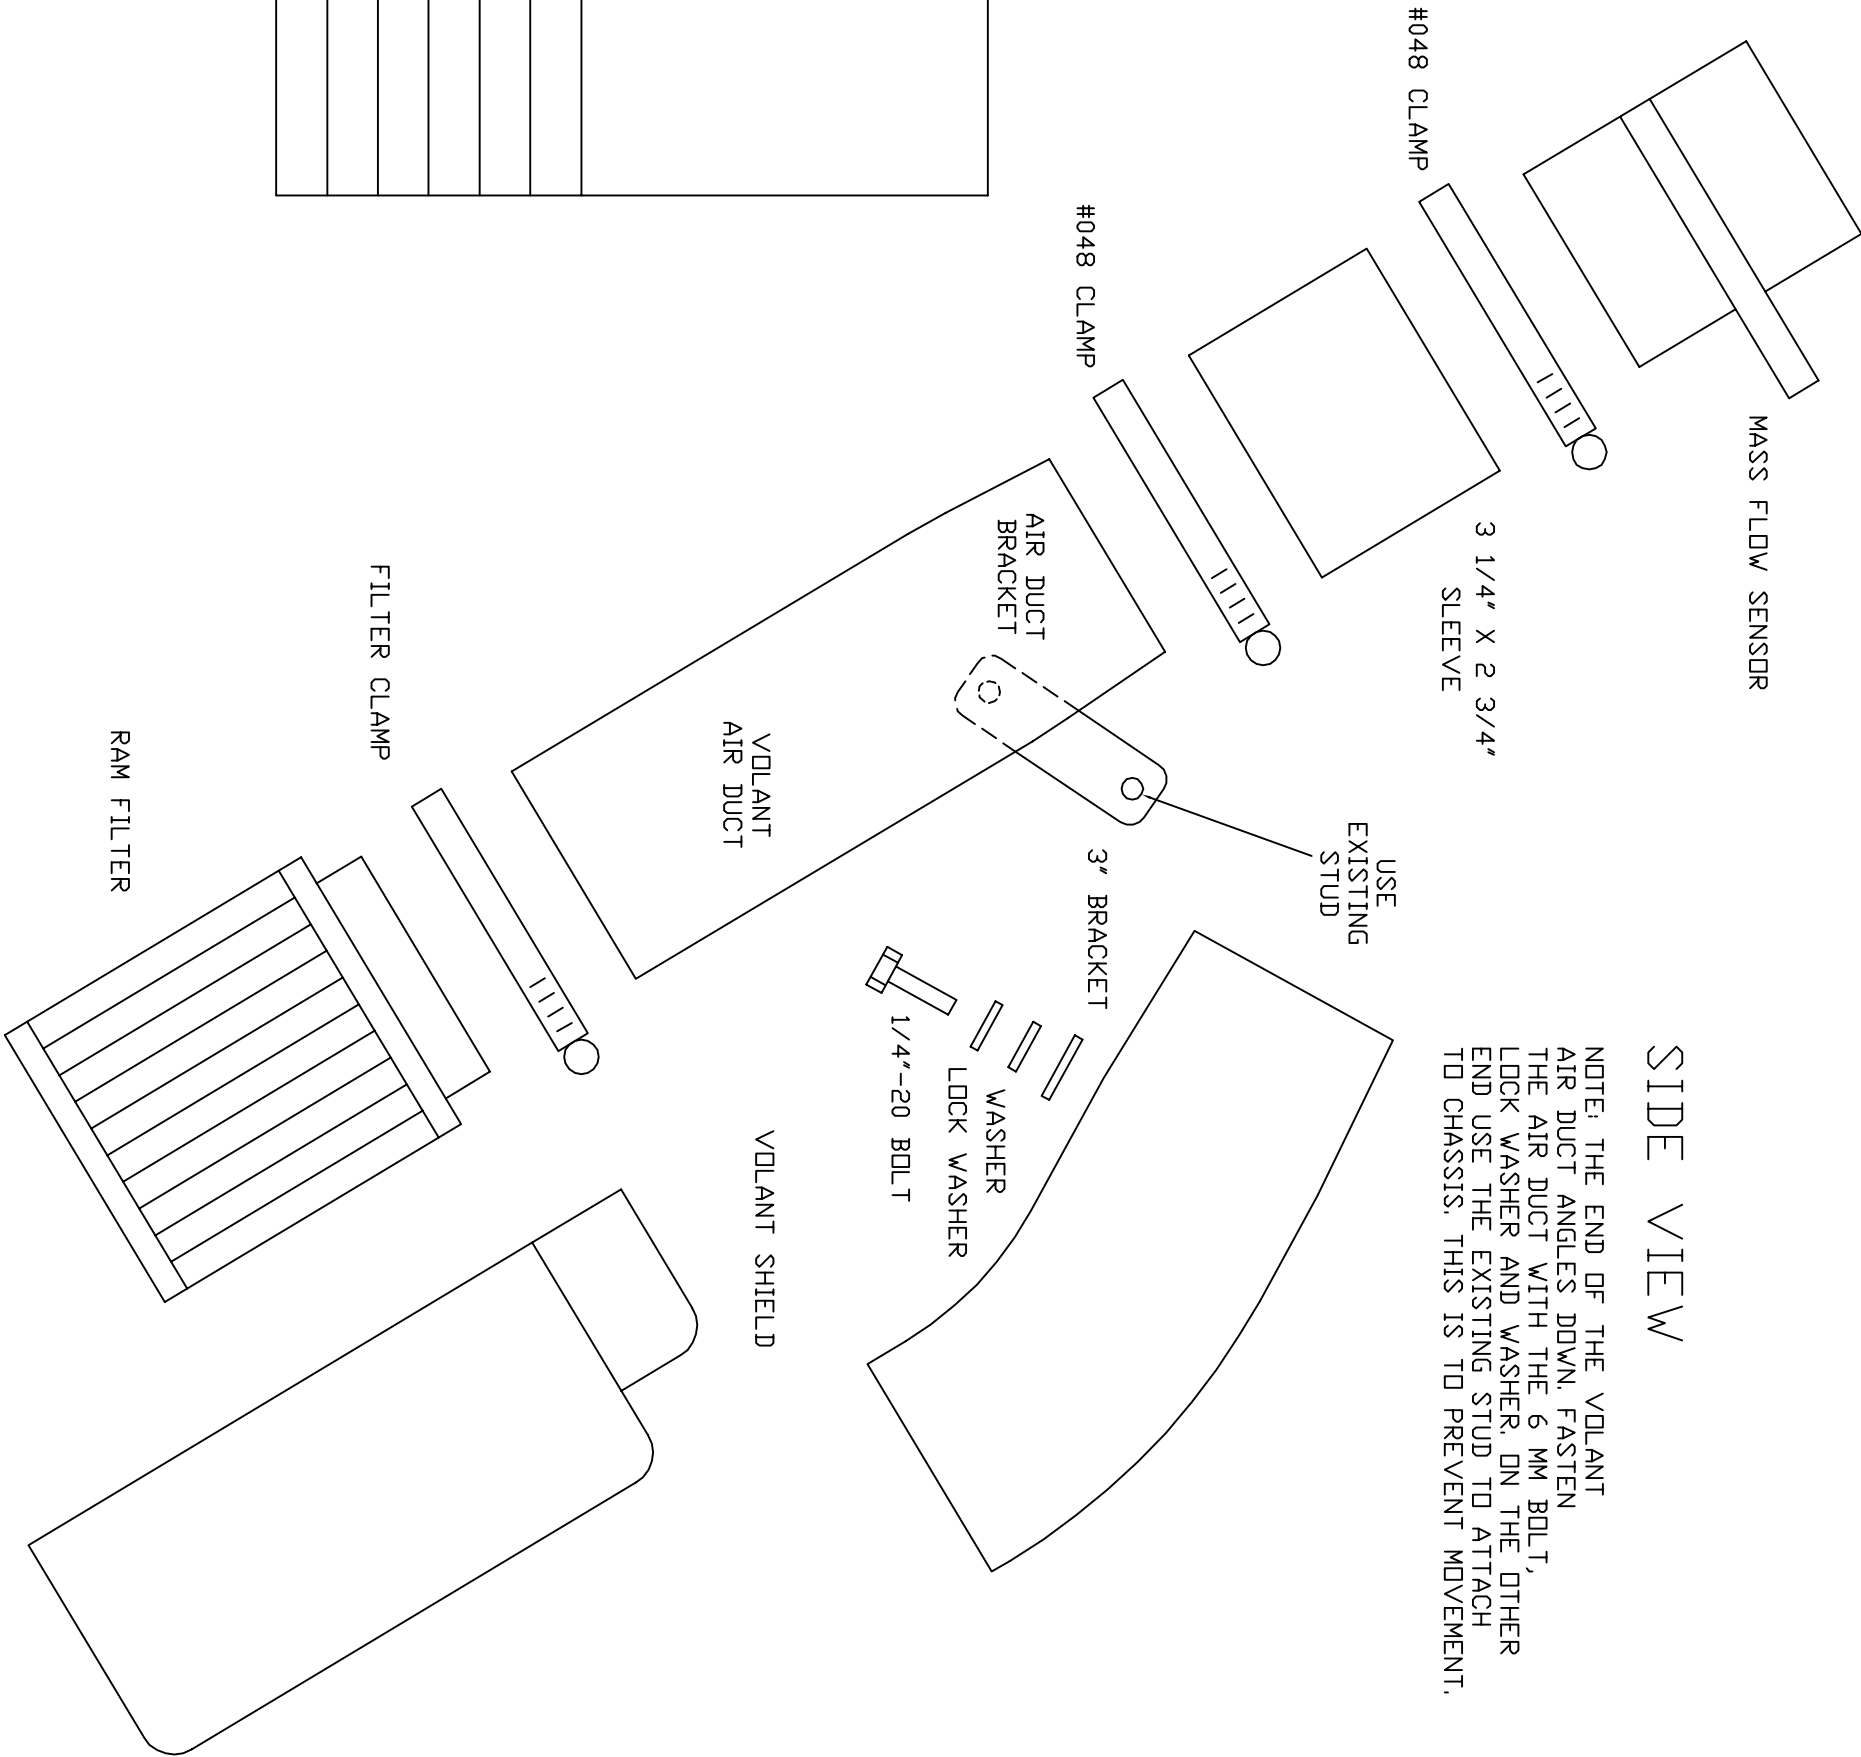 SIDE VIEW
NOTE: THE END OF THE VOLANT
AIR DUCT ANGLES DOWN. FASTEN
THE AIR DUCT WITH THE 6 MM BOLT,
LOCK WASHER AND WASHER. ON THE OTHER
END USE THE EXISTING STUD TO ATTACH
TO CHASSIS. THIS IS TO PREVENT MOVEMENT.
MASS FLOW SENSOR
#048 CLAMP
3 1/4" X 2 3/4"
SLEEVE
#048 CLAMP
USE
EXISTING
STUD
AIR DUCT
BRACKET
3" BRACKET
WASHER
LOCK WASHER
1/4"-20 BOLT
VOLANT
AIR DUCT
VOLANT SHIELD
FILTER CLAMP
RAM FILTER